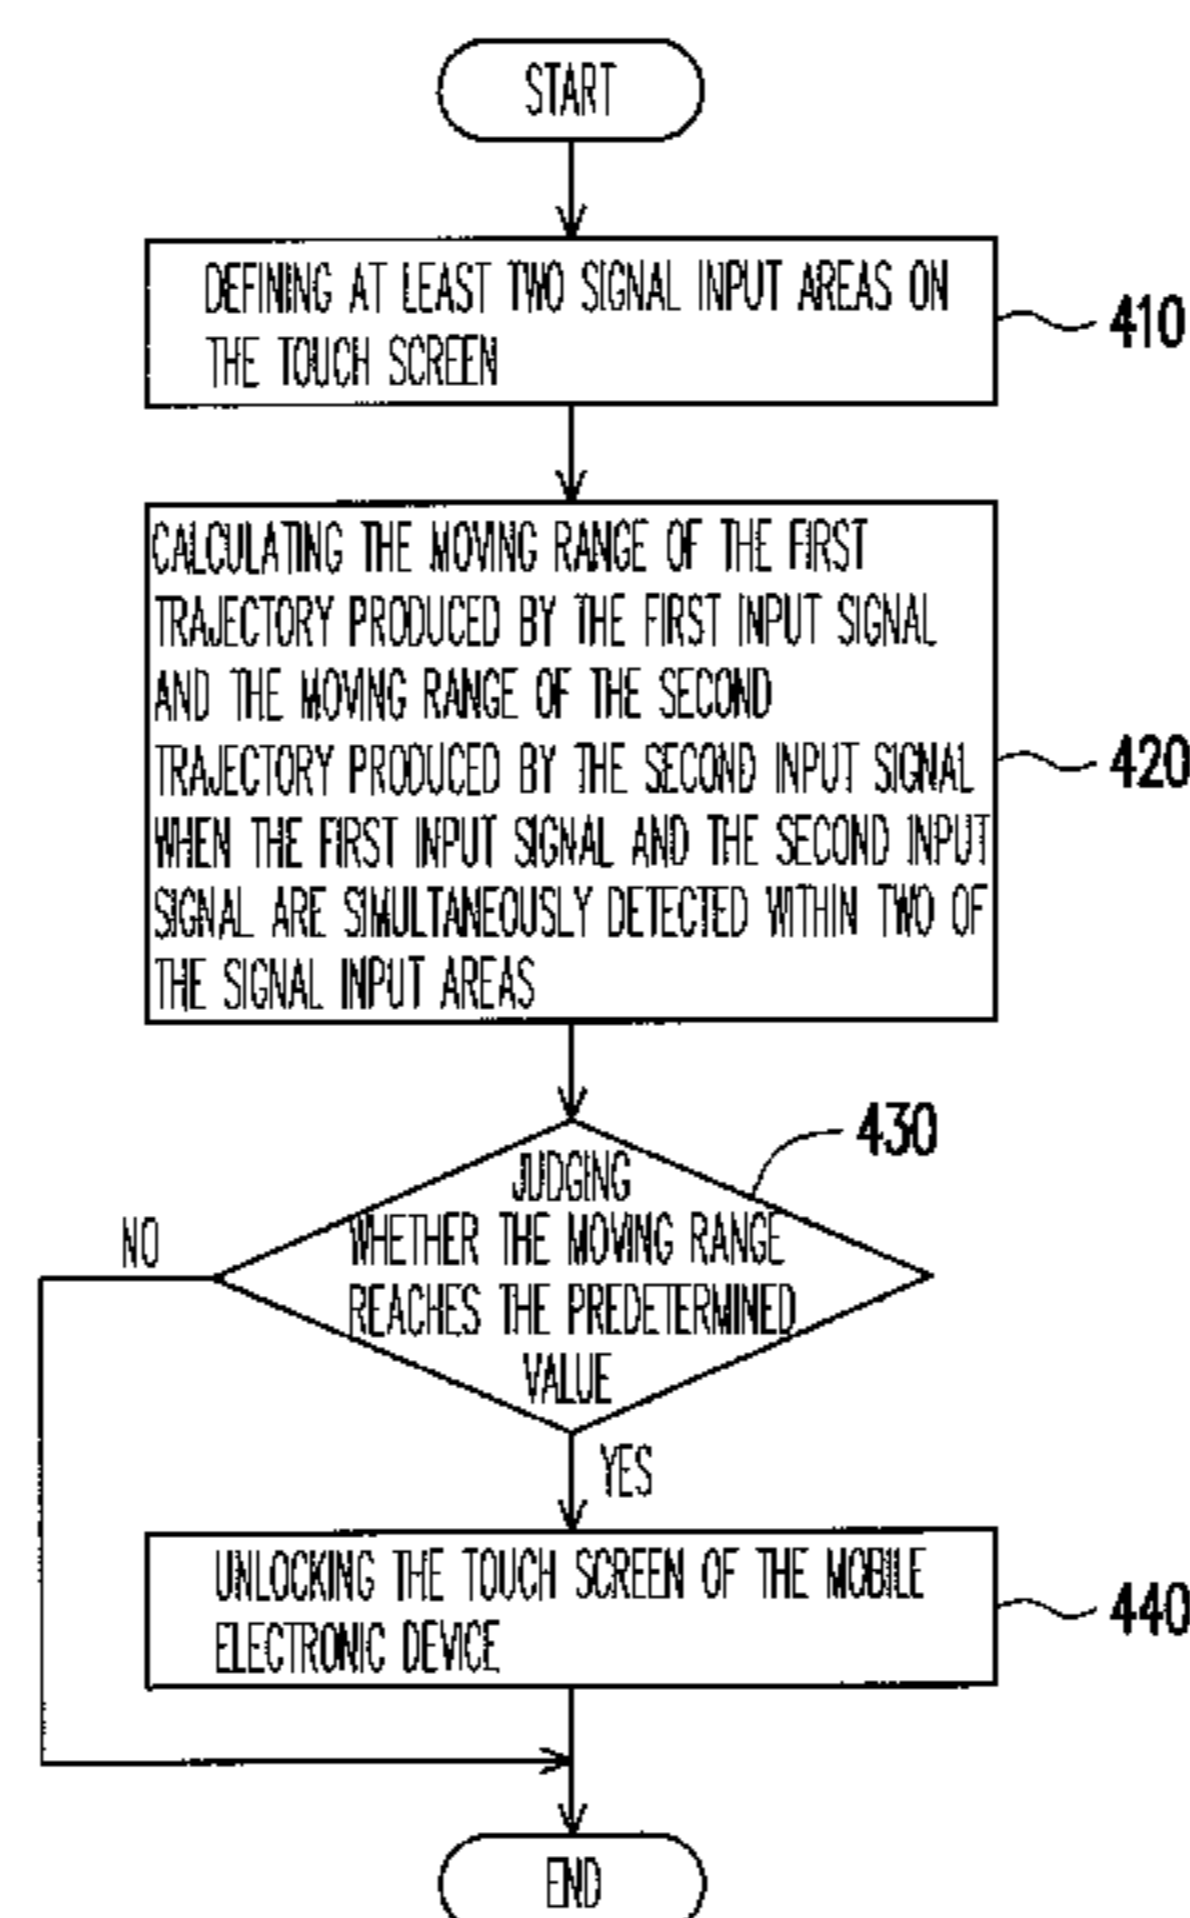 START
DEFINING AT LEAST TWO SIGNAL INPUT AREAS ON
THE TOUCH SCREEN
410
CALCULATING THE MOVING RANGE OF THE FIRST
TRAJECTORY PRODUCED BY THE FIRST INPUT SIGNAL
AND THE MOVING RANGE OF THE SECOND
TRAJECTORY PRODUCED BY THE SECOND INPUT SIGNAL
WHEN THE FIRST INPUT SIGNAL AND THE SECOND INPUT
SIGNAL ARE SIMULTANEOUSLY DETECTED WITHIN TWO OF
THE SIGNAL INPUT AREAS
420
430
JUDGING
WHETHER THE MOVING RANGE
REACHES THE PREDETERMINED
VALUE
NO
YES
UNLOCKING THE TOUCH SCREEN OF THE MOBILE
ELECTRONIC DEVICE
440
END